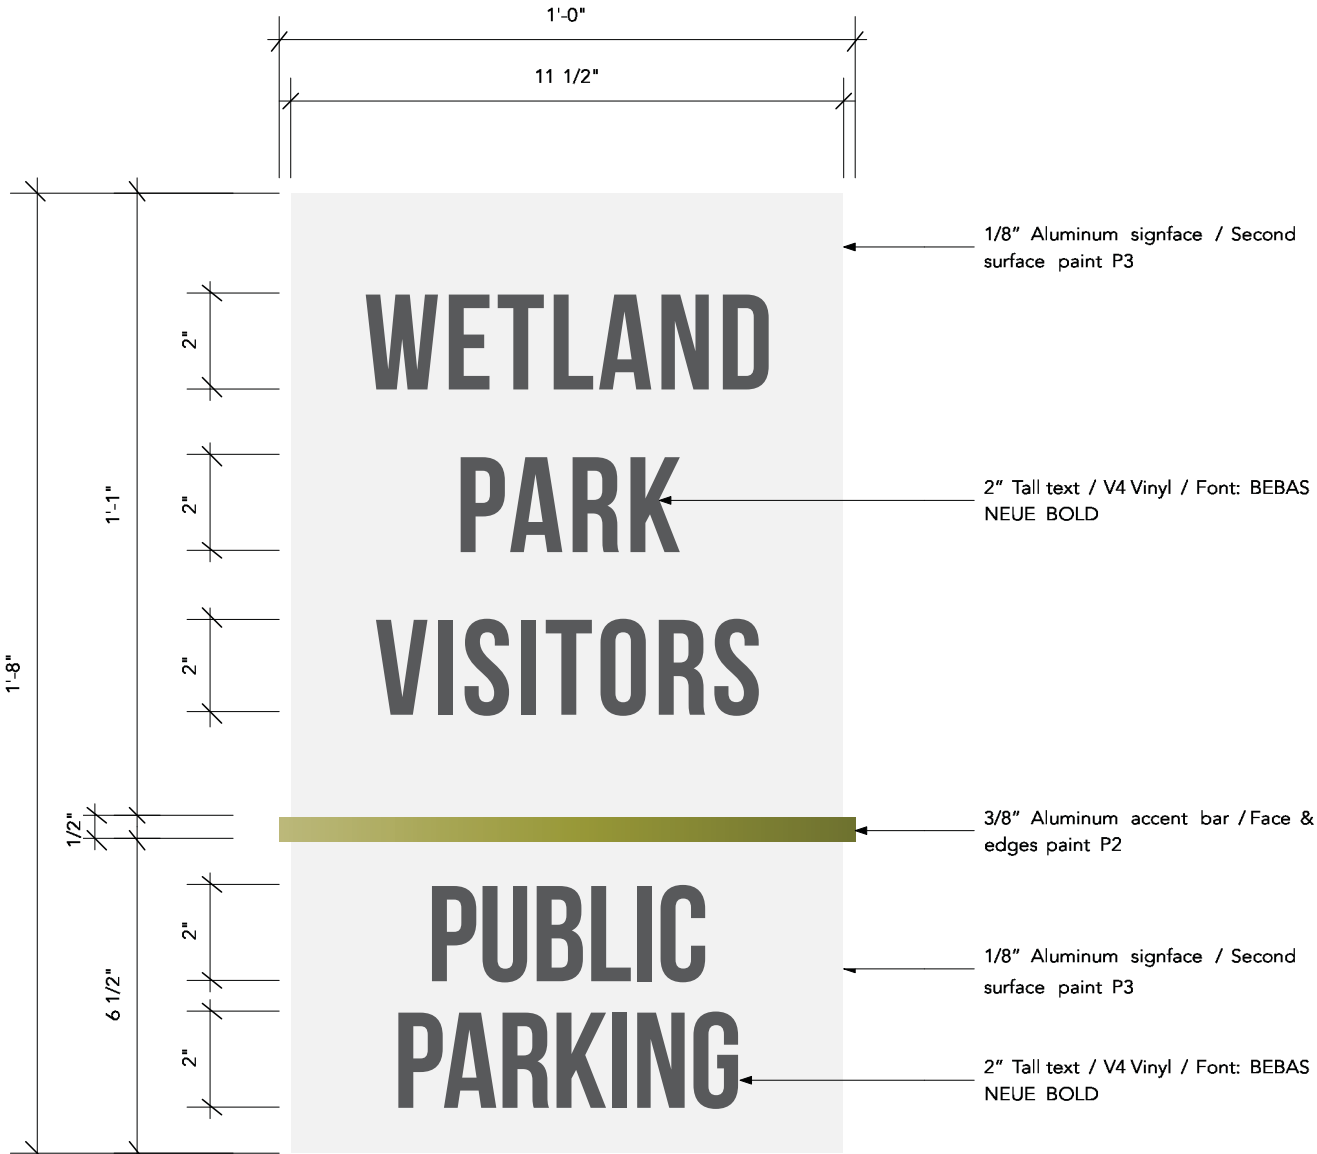 1'-0"
11 1/2"
1/8” Aluminum signface / Second
surface paint P3
WETLAND
2"
PARK
2"
1'-1"
2” Tall text / V4 Vinyl / Font: BEBAS
NEUE BOLD
VISITORS
2"
1'-8"
1/2"
3/8” Aluminum accent bar / Face &
edges paint P2
PUBLIC
2"
6 1/2"
1/8” Aluminum signface / Second
surface paint P3
PARKING
2"
2” Tall text / V4 Vinyl / Font: BEBAS
NEUE BOLD